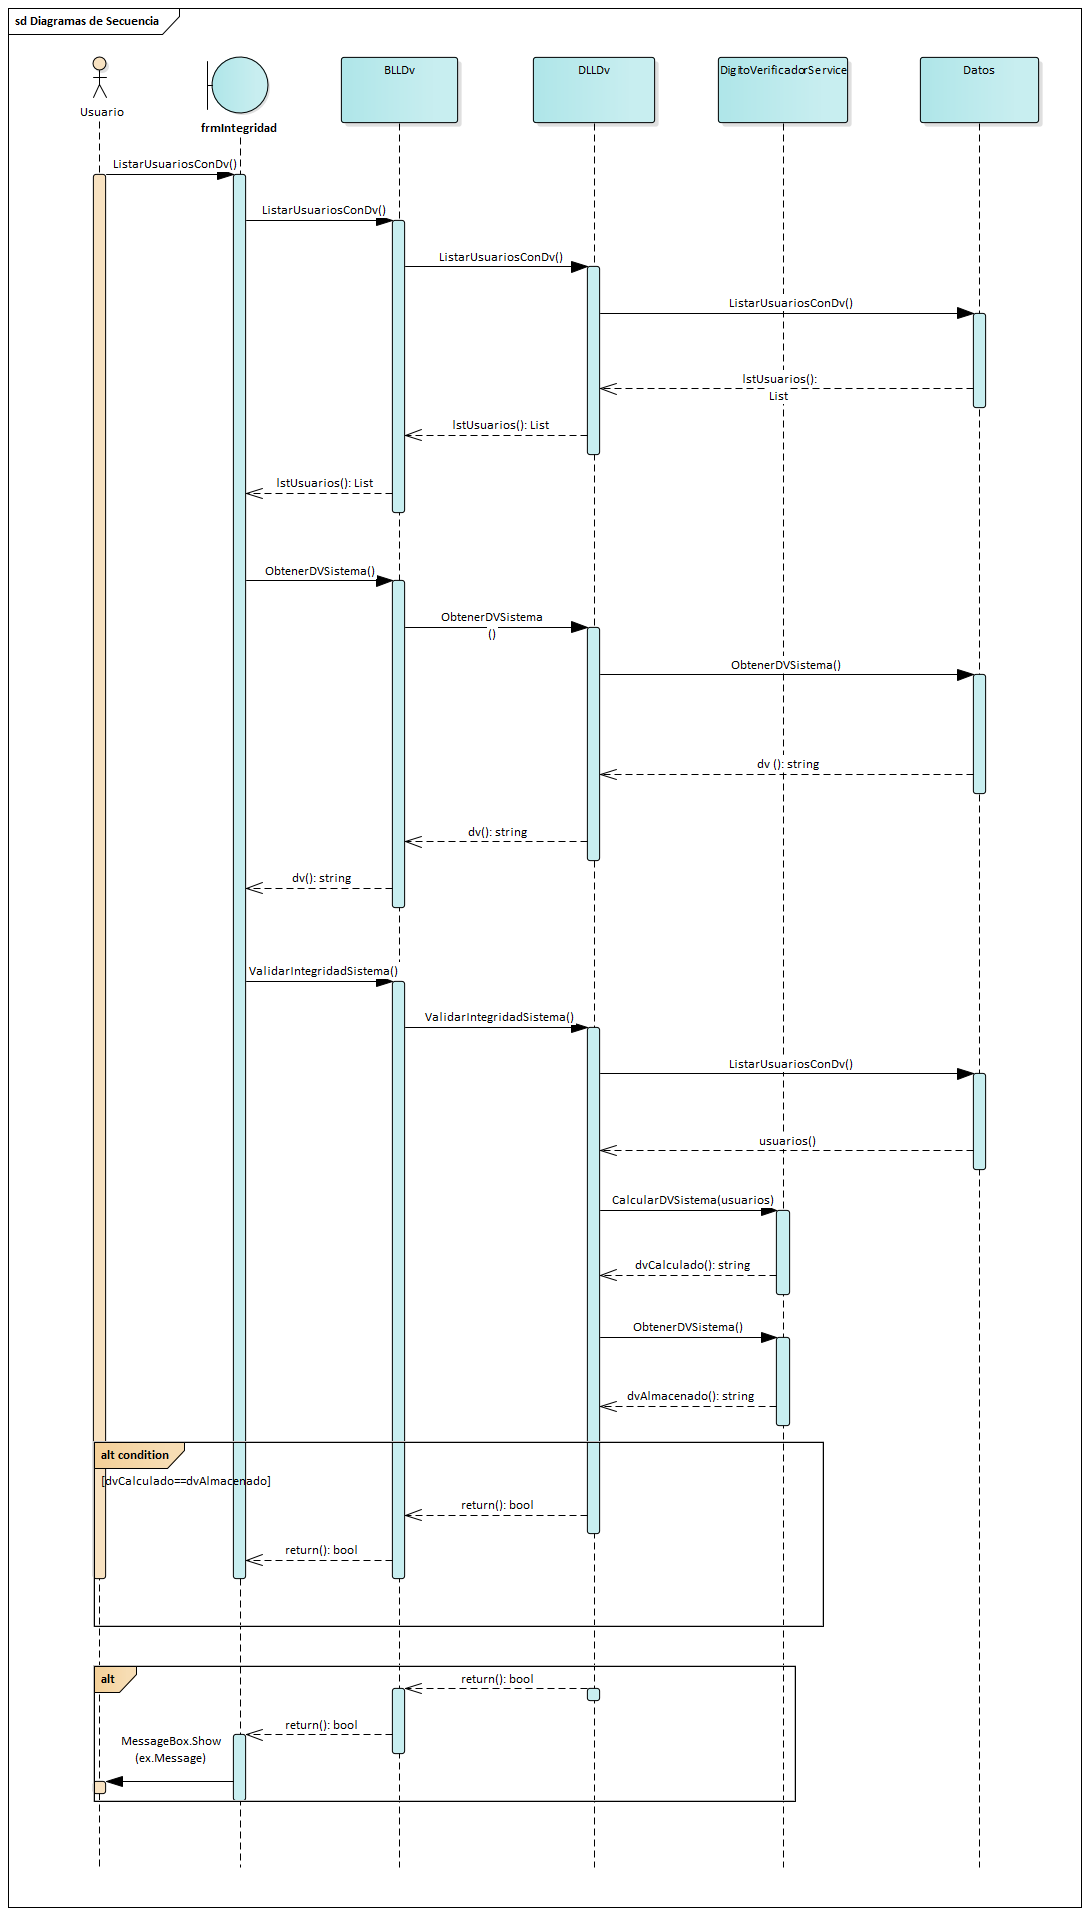 sd Diagramas de Secuencia
Usuario
frmIntegridad
BLLDv
DLLDv
DigitoVerificadorService
Datos
ListarUsuariosConDv()
ListarUsuariosConDv()
ListarUsuariosConDv()
ListarUsuariosConDv()
lstUsuarios():
List
lstUsuarios(): List
lstUsuarios(): List
ObtenerDVSistema()
ObtenerDVSistema
()
ObtenerDVSistema()
dv (): string
dv(): string
dv(): string
ValidarIntegridadSistema()
ValidarIntegridadSistema()
ListarUsuariosConDv()
usuarios()
CalcularDVSistema(usuarios)
dvCalculado(): string
ObtenerDVSistema()
dvAlmacenado(): string
alt condition
[dvCalculado==dvAlmacenado]
return(): bool
return(): bool
alt
return(): bool
return(): bool
MessageBox.Show
(ex.Message)